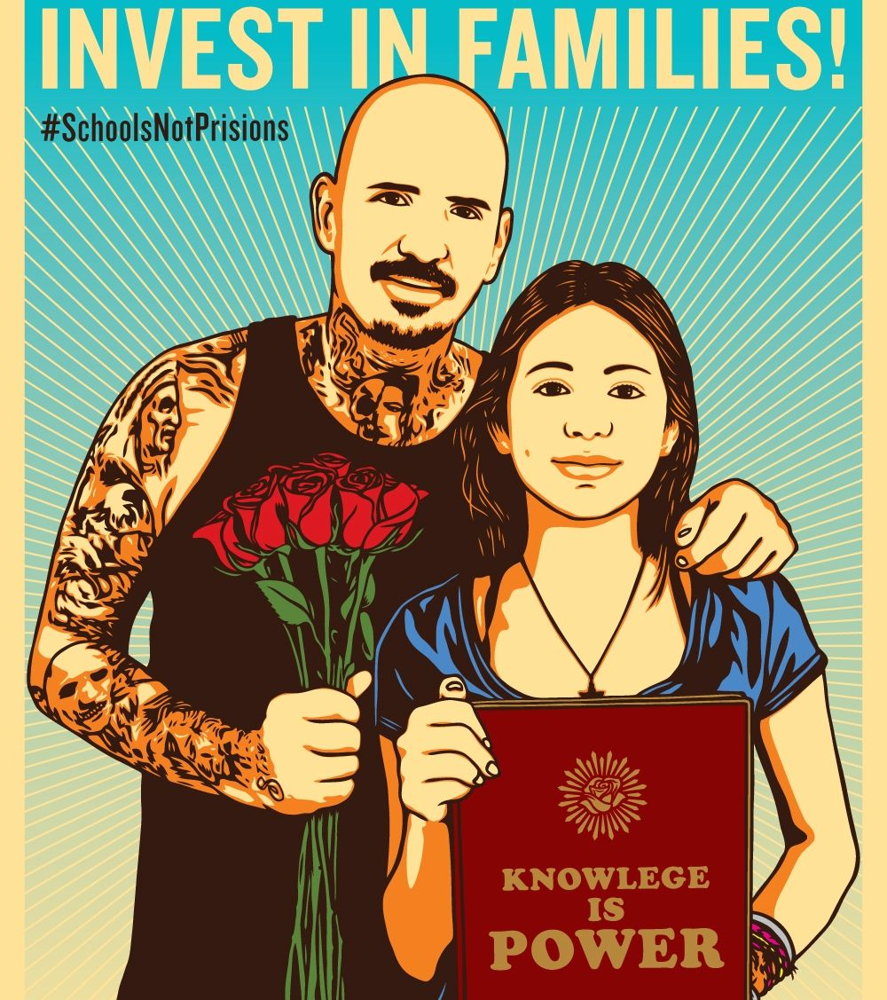 INVEST IN FAMILIES!
#SchoolsNotPrisions
KNOWLEGE
IS
POWER